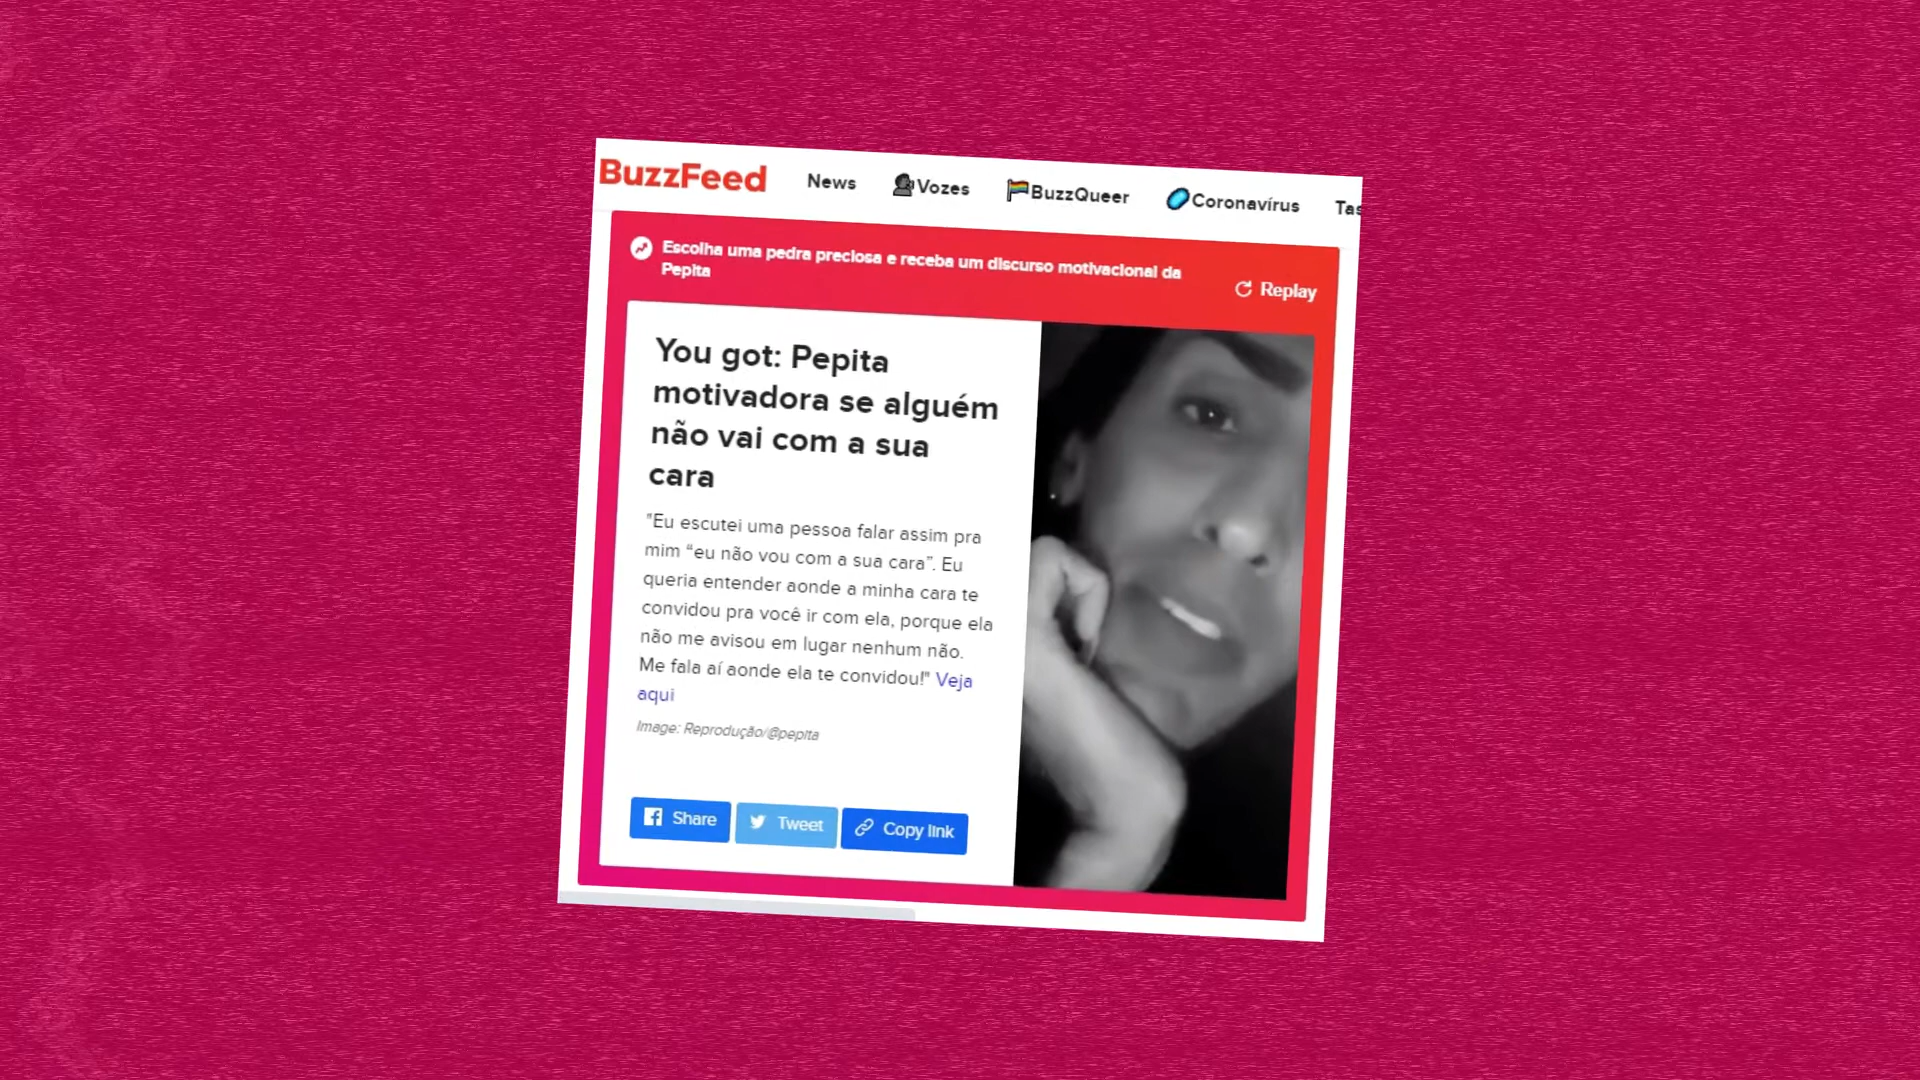 BuzzFeed News Vozes BuzzQueer Coronavírus Tas
Escolha uma pedra preciosa e receba um discurso motivacional da
Pepita
Replay
You got: Pepita
motivadora se alguém
não vai com a sua
cara
"Eu escutei uma pessoa falar assim pra
mim “eu não vou com a sua cara”. Eu
queria entender aonde a minha cara te
convidou pra você ir com ela, porque ela
não me avisou em lugar nenhum não.
Me fala aí aonde ela te convidou!" Veja
aqui
Image: Reprodução/@pepita
Share Tweet Copy link